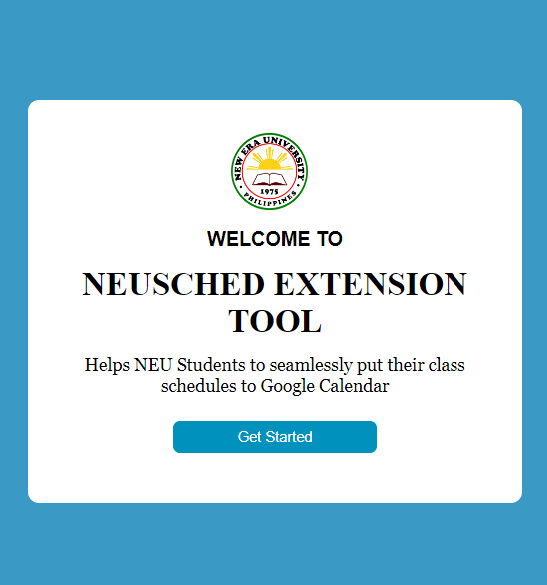 NEW ERA UNIVERSITY
1975
PHILIPPINES
WELCOME TO
NEUSCHED EXTENSION
TOOL
Helps NEU Students to seamlessly put their class
schedules to Google Calendar
Get Started